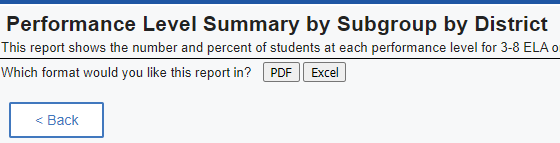 Performance Level Summary by Subgroup by District
This report shows the number and percent of students at each performance level for 3-8 ELA o
Which format would you like this report in? PDF Excel
< Back